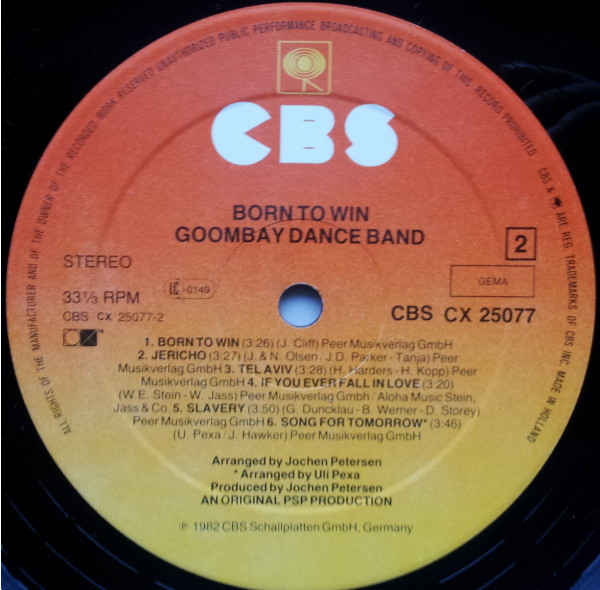 ALL RIGHTS OF THE MANUFACTURER AND OF THE OWNER OF THE RECORDED WORK RESERVED UNAUTHORIZED PUBLIC PERFORMANCE BROADCASTING AND COPYING OF THIS RECORD PROHIBITED
CBS & ARE REG. TRADEMARKS OF CBS INC. MADE IN HOLLAND
CBS
BORN TO WIN
GOOMBAY DANCE BAND
2
STEREO
GEMA
33⅓ RPM
LC-0149
CBS CX 25077-2
CBS CX 25077
1. BORN TO WIN (3:26) (J. Cliff) Peer Musikverlag GmbH
2. JERICHO (3:27) (J. & N. Olsen / J.D. Parker - Tanja) Peer
Musikverlag GmbH 3. TEL AVIV (3:28) (H. Harders - H. Kopp) Peer
Musikverlag GmbH 4. IF YOU EVER FALL IN LOVE (3:20)
(W.E. Stein - W. Jass) Peer Musikverlag GmbH / Aloha Music Stein,
Jass & Co. 5. SLAVERY (3:50) (G. Duncklau - B. Werner - D. Storey)
Peer Musikverlag GmbH 6. SONG FOR TOMORROW* (3:46)
(U. Pexa / J. Hawker) Peer Musikverlag GmbH
Arranged by Jochen Petersen
* Arranged by Uli Pexa
Produced by Jochen Petersen
AN ORIGINAL PSP PRODUCTION
℗ 1982 CBS Schallplatten GmbH, Germany